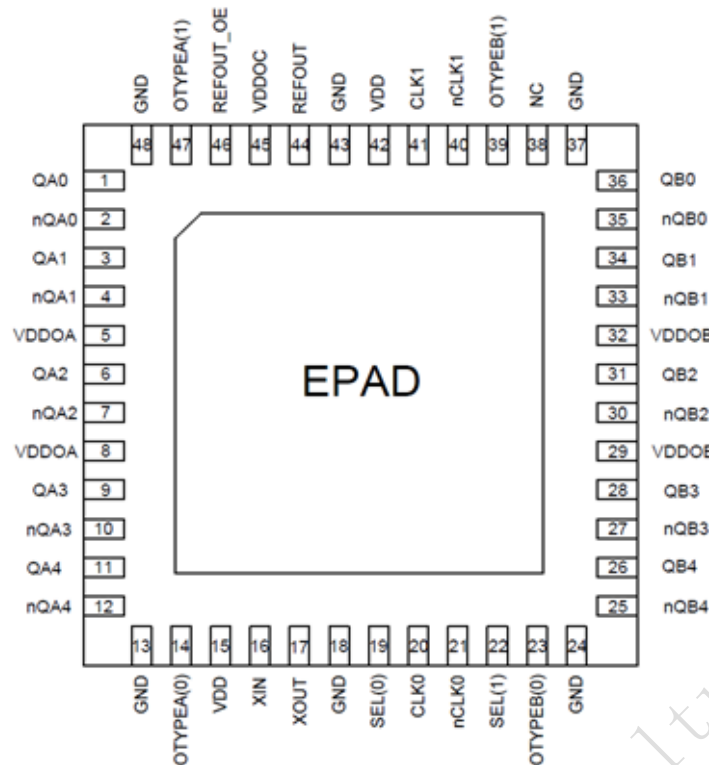 GND OTYPEA(1) REFOUT_OE VDDOC REFOUT GND VDD CLK1 nCLK1 OTYPEB(1) NC GND
48 47 46 45 44 43 42 41 40 39 38 37
QA0 1 36 QB0
nQA0 2 35 nQB0
QA1 3 34 QB1
nQA1 4 33 nQB1
VDDOA 5 32 VDDOB
QA2 6 31 QB2
EPAD
nQA2 7 30 nQB2
VDDOA 8 29 VDDOB
QA3 9 28 QB3
nQA3 10 27 nQB3
QA4 11 26 QB4
nQA4 12 25 nQB4
13 14 15 16 17 18 19 20 21 22 23 24
GND OTYPEA(0) VDD XIN XOUT GND SEL(0) CLK0 nCLK0 SEL(1) OTYPEB(0) GND